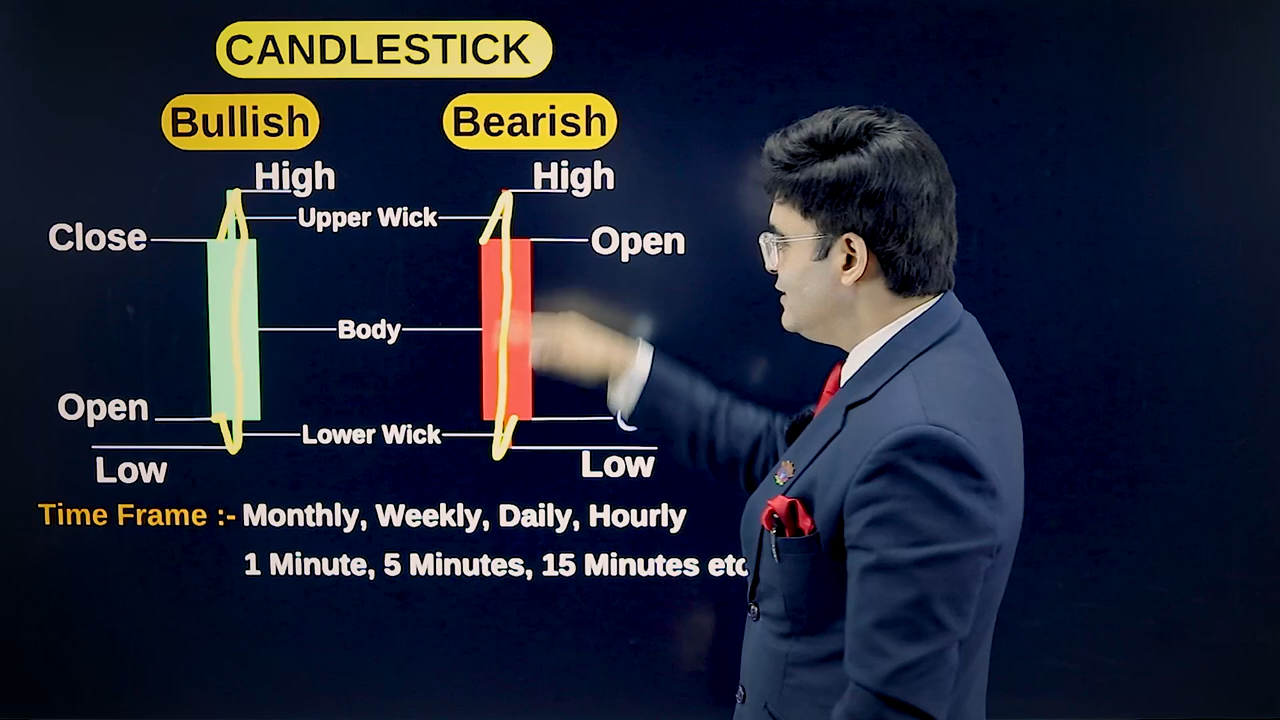 CANDLESTICK
Bullish Bearish
High High
Upper Wick
Close Open
Body
Open
Lower Wick
Low Low
Time Frame :- Monthly, Weekly, Daily, Hourly
1 Minute, 5 Minutes, 15 Minutes etc